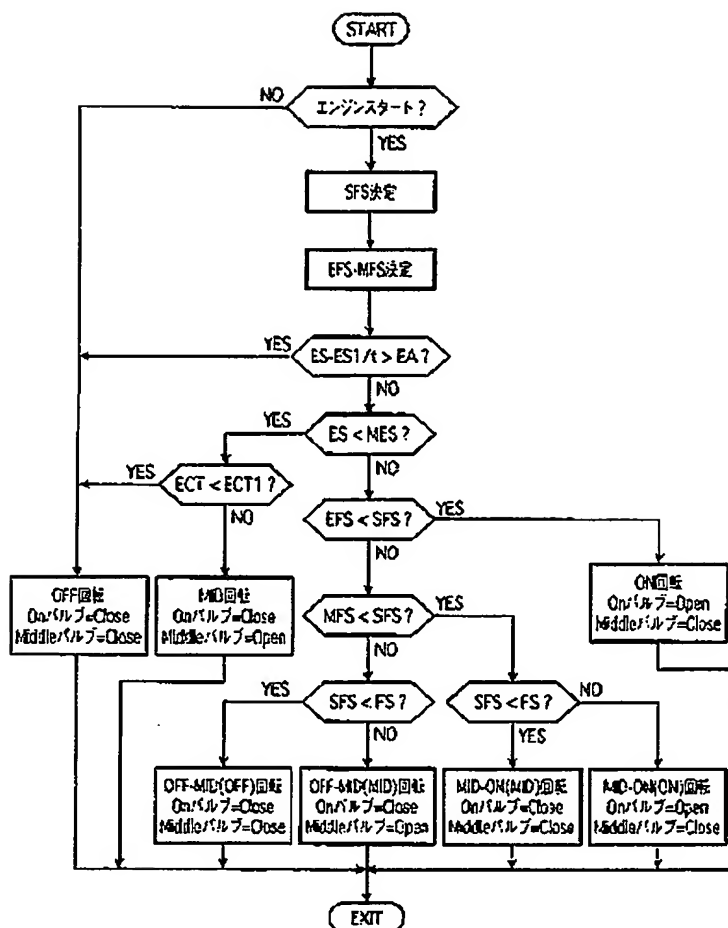 START
NO
エンジンスタート?
YES
SFS決定
EFS-MFS決定
YES
ES-ES1/t > EA ?
NO
YES
ES < MES ?
NO
YES
ECT < ECT1 ?
NO
EFS < SFS ?
YES
NO
OFF回転
Onバルブ=Close
Middleバルブ=Close
MID回転
Onバルブ=Close
Middleバルブ=Open
MFS < SFS ?
YES
NO
ON回転
Onバルブ=Open
Middleバルブ=Close
YES
SFS < FS ?
NO
SFS < FS ?
NO
YES
OFF-MID(OFF)回転
Onバルブ=Close
Middleバルブ=Close
OFF-MID(MID)回転
Onバルブ=Close
Middleバルブ=Open
MID-ON(MID)回転
Onバルブ=Close
Middleバルブ=Close
MID-ON(ON)回転
Onバルブ=Open
Middleバルブ=Close
EXIT